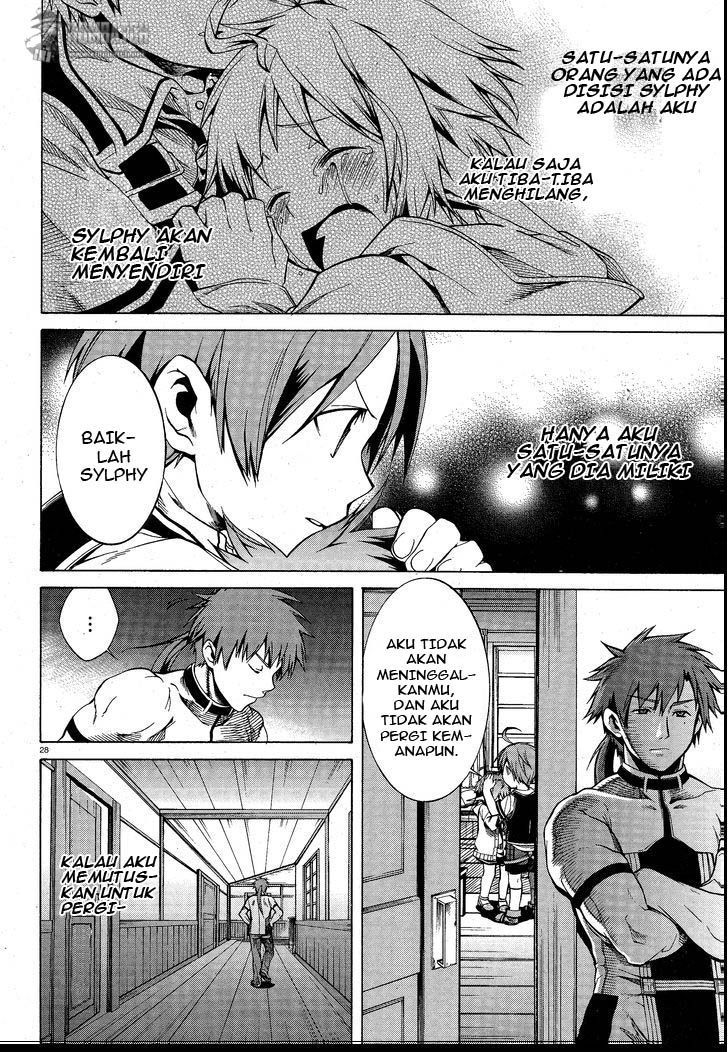 SATU-SATUNYA
ORANG YANG ADA
DISISI SYLPHY
ADALAH AKU
KALAU SAJA
AKU TIBA-TIBA
MENGHILANG,
SYLPHY AKAN
KEMBALI
MENYENDIRI
HANYA AKU
SATU-SATUNYA
YANG DIA MILIKI
BAIK-
LAH
SYLPHY
AKU TIDAK
AKAN
MENINGGAL-
KANMU,
DAN AKU
TIDAK AKAN
PERGI KEM-
ANAPUN.
...
28
KALAU AKU
MEMUTUS-
KAN UNTUK
PERGI-